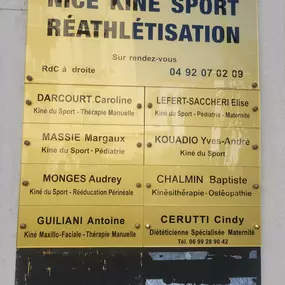 NICE KINÉ SPORT
RÉATHLÉTISATION
Sur rendez-vous
RdC à droite
04 92 07 02 09
DARCOURT Caroline
Kiné du Sport - Thérapie Manuelle
LEFERT-SACCHERI Elise
Kiné du Sport - Pédiatrie - Maternité
MASSIE Margaux
Kiné du Sport - Pédiatrie
KOUADIO Yves-André
Kiné du Sport
MONGES Audrey
Kiné du Sport - Rééducation Périnéale
CHALMIN Baptiste
Kinésithérapie - Ostéopathie
GUILIANI Antoine
Kiné Maxillo-Faciale - Thérapie Manuelle
CERUTTI Cindy
Diététicienne Spécialisée Maternité
Tél. 06 99 28 90 42